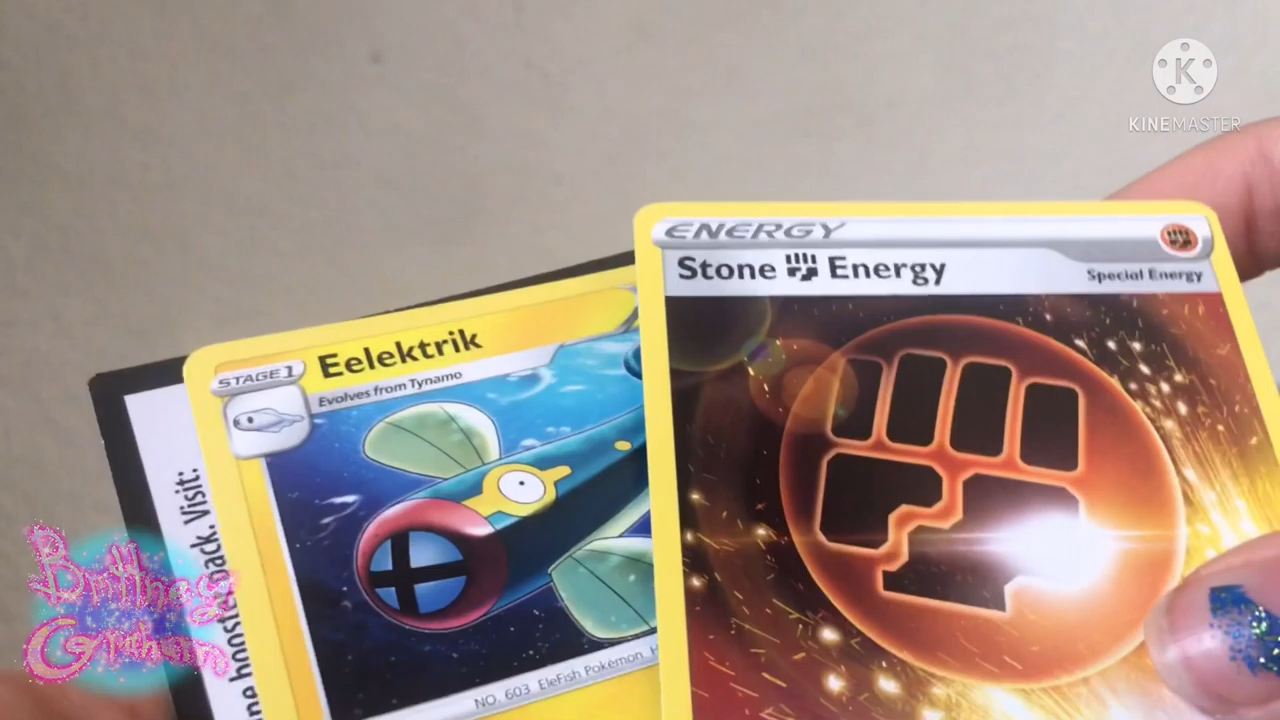 K
KINEMASTER
ENERGY
Stone Energy
Special Energy
STAGE 1
Eelektrik
Evolves from Tynamo
NO. 603 EleFish Pokémon H
ne booster pack. Visit:
Brittney
Graham